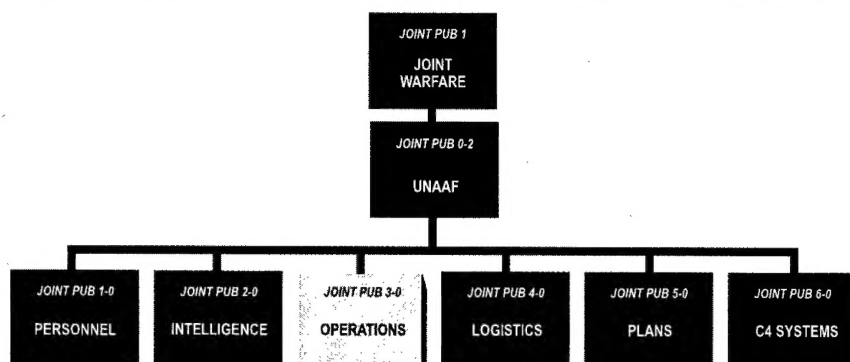 JOINT PUB 1
JOINT
WARFARE
JOINT PUB 0-2
UNAAF
JOINT PUB 1-0
PERSONNEL
JOINT PUB 2-0
INTELLIGENCE
JOINT PUB 3-0
OPERATIONS
JOINT PUB 4-0
LOGISTICS
JOINT PUB 5-0
PLANS
JOINT PUB 6-0
C4 SYSTEMS